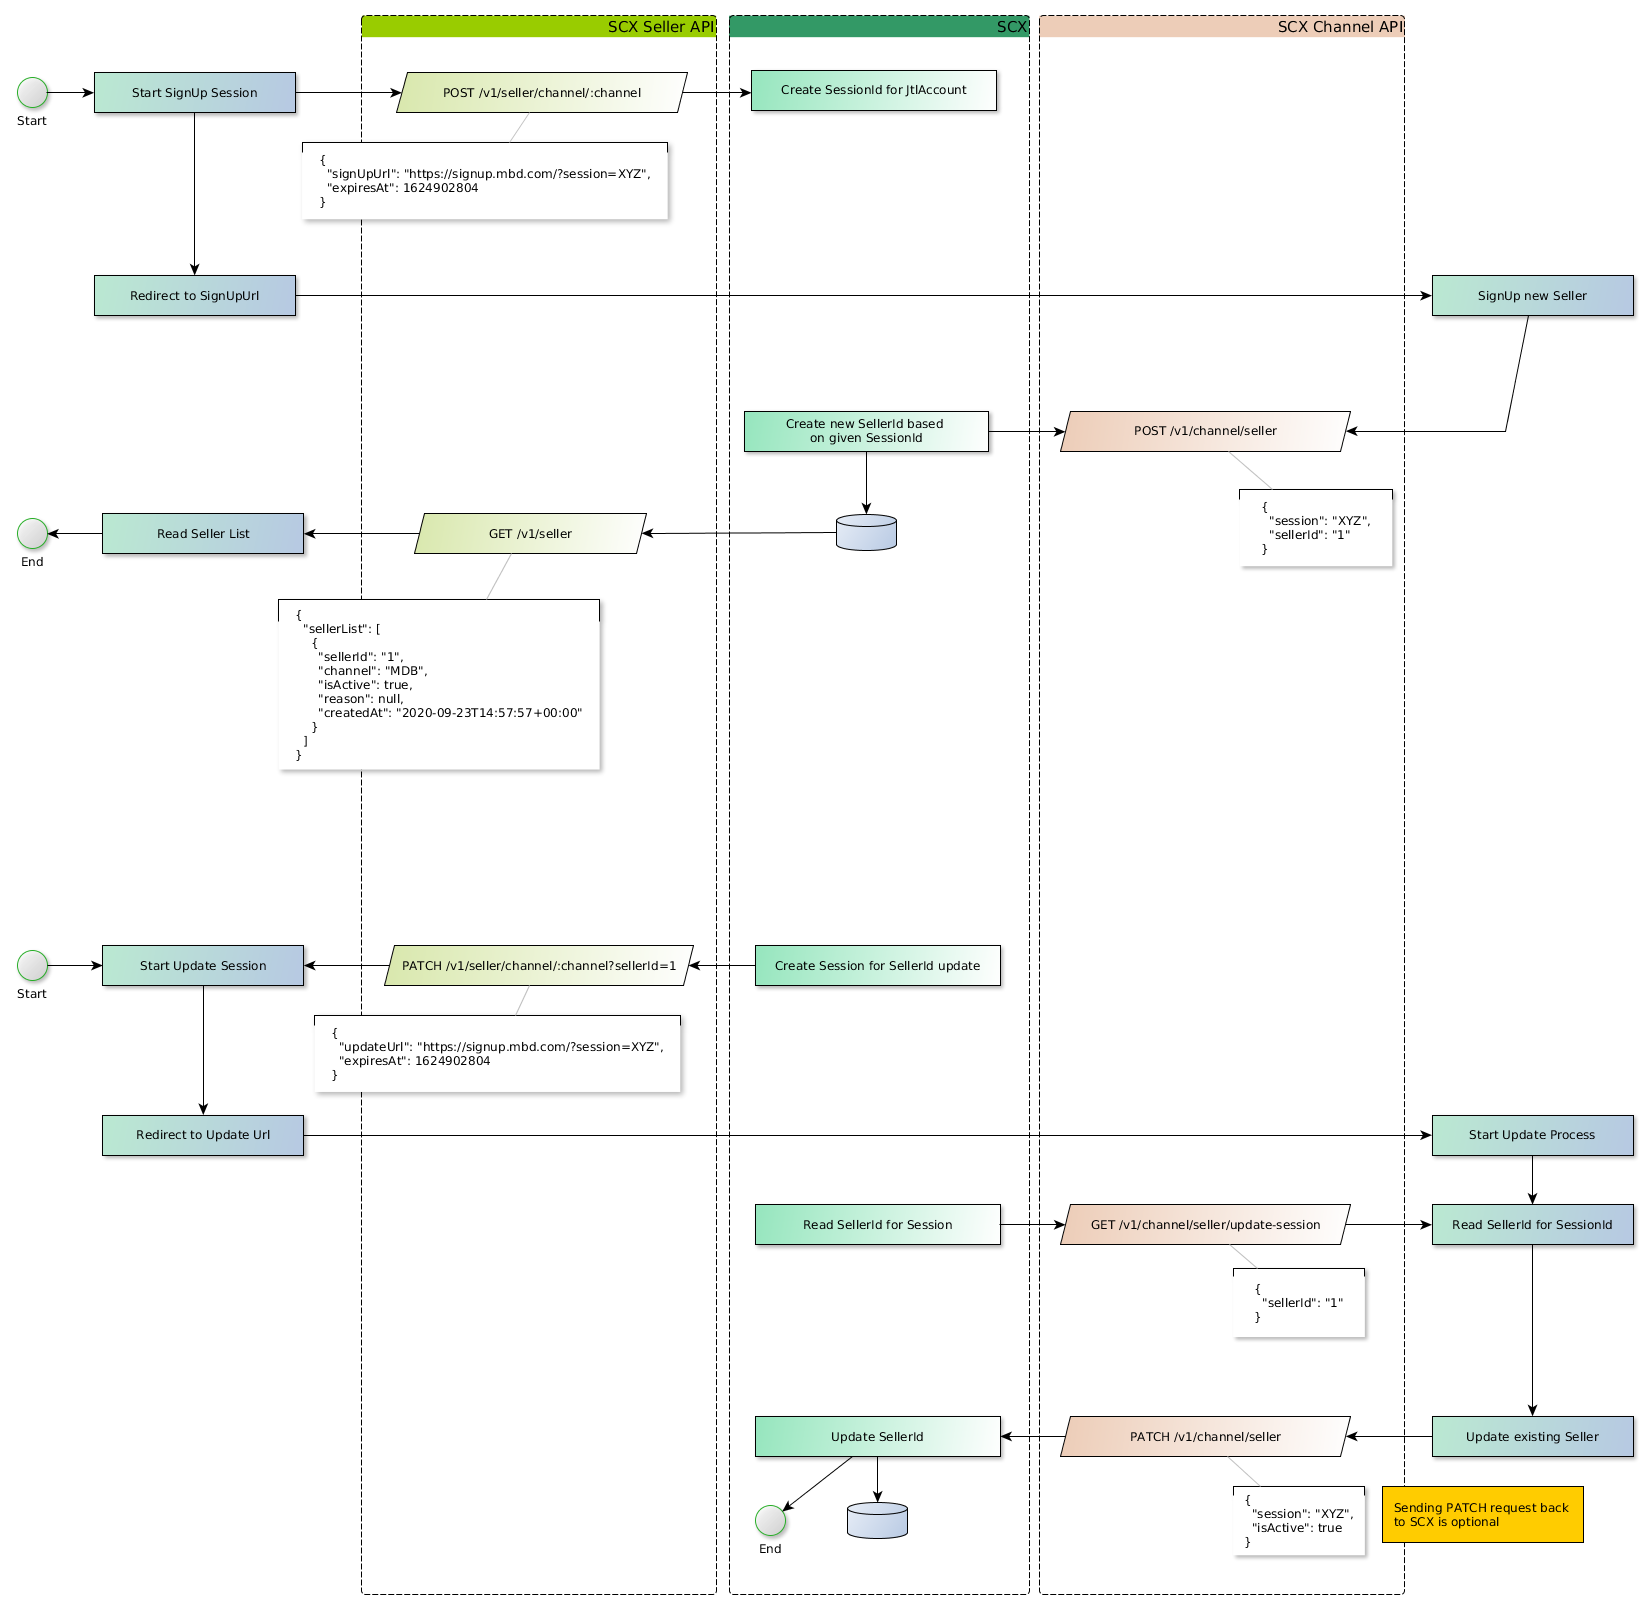 SCX Seller API
SCX
SCX Channel API
Start
Start SignUp Session
POST /v1/seller/channel/:channel
Create SessionId for JtlAccount
{
"signUpUrl": "https://signup.mbd.com/?session=XYZ",
"expiresAt": 1624902804
}
Redirect to SignUpUrl
SignUp new Seller
Create new SellerId based
on given SessionId
POST /v1/channel/seller
{
"session": "XYZ",
"sellerId": "1"
}
End
Read Seller List
GET /v1/seller
{
"sellerList": [
{
"sellerId": "1",
"channel": "MDB",
"isActive": true,
"reason": null,
"createdAt": "2020-09-23T14:57:57+00:00"
}
]
}
Start
Start Update Session
PATCH /v1/seller/channel/:channel?sellerId=1
Create Session for SellerId update
{
"updateUrl": "https://signup.mbd.com/?session=XYZ",
"expiresAt": 1624902804
}
Redirect to Update Url
Start Update Process
Read SellerId for Session
GET /v1/channel/seller/update-session
Read SellerId for SessionId
{
"sellerId": "1"
}
Update SellerId
PATCH /v1/channel/seller
Update existing Seller
End
{
"session": "XYZ",
"isActive": true
}
Sending PATCH request back
to SCX is optional